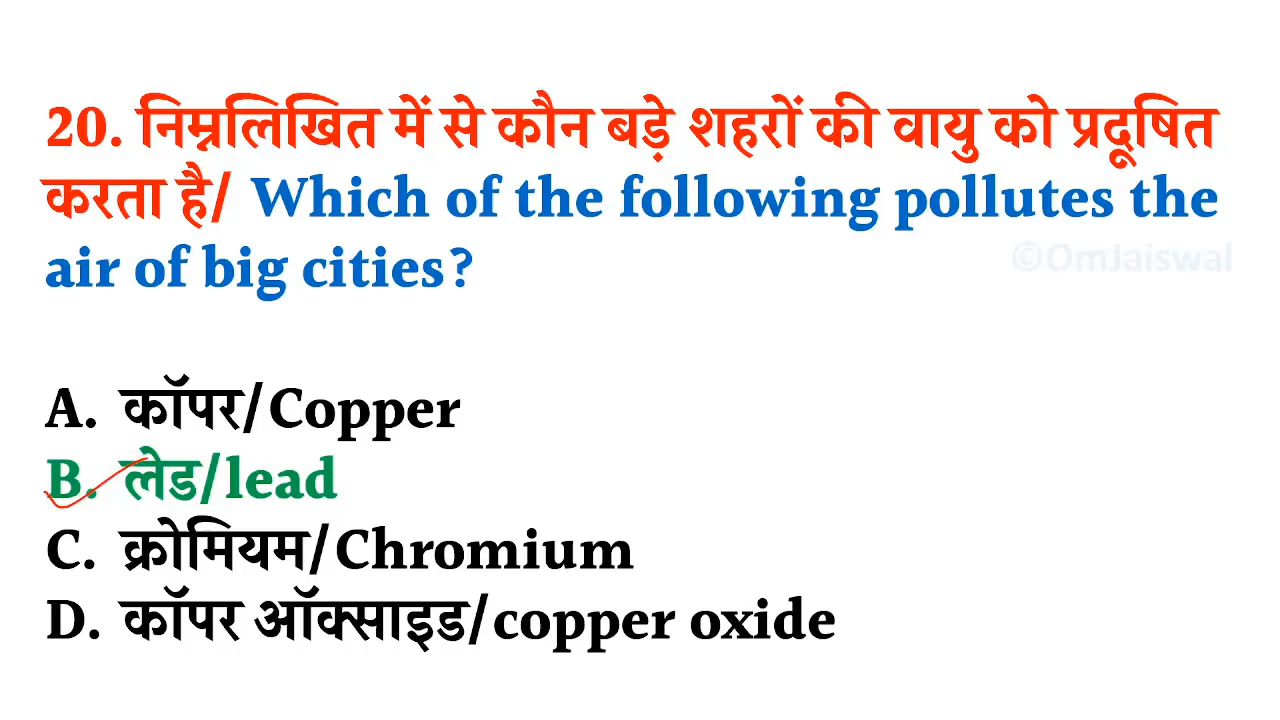 20. निम्नलिखित में से कौन बड़े शहरों की वायु को प्रदूषित
करता है/ Which of the following pollutes the
air of big cities?
©OmJaiswal
A. कॉपर/Copper
B. लेड/lead
C. क्रोमियम/Chromium
D. कॉपर ऑक्साइड/copper oxide